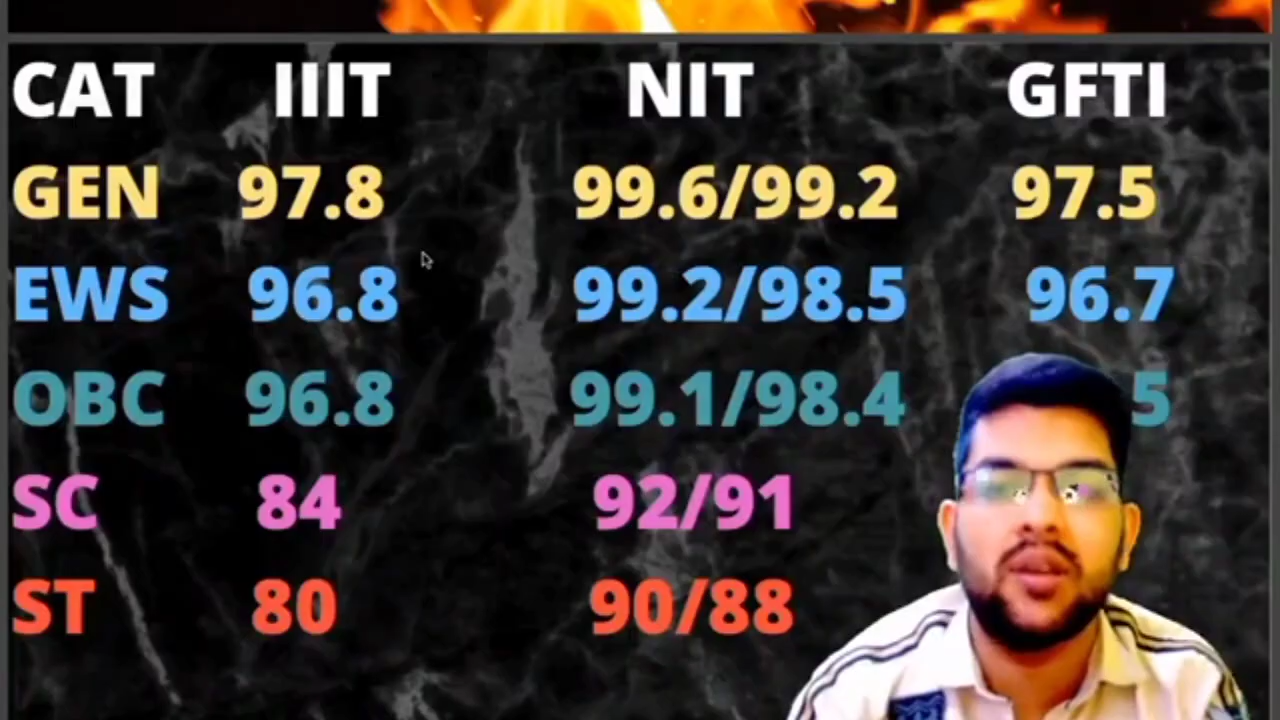 CAT IIIT NIT GFTI
GEN 97.8 99.6/99.2 97.5
EWS 96.8 99.2/98.5 96.7
OBC 96.8 99.1/98.4 5
SC 84 92/91
ST 80 90/88